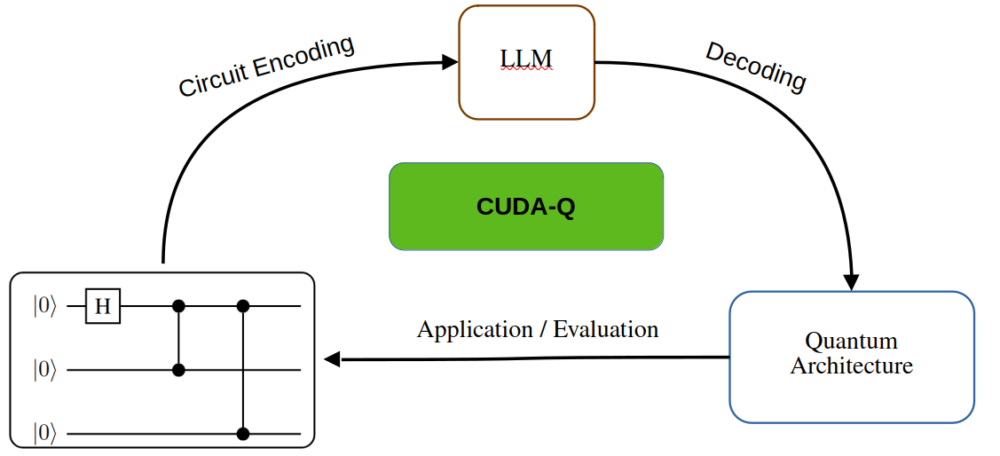 Circuit Encoding
LLM
Decoding
CUDA-Q
|0⟩ H
|0⟩
|0⟩
Application / Evaluation
Quantum
Architecture